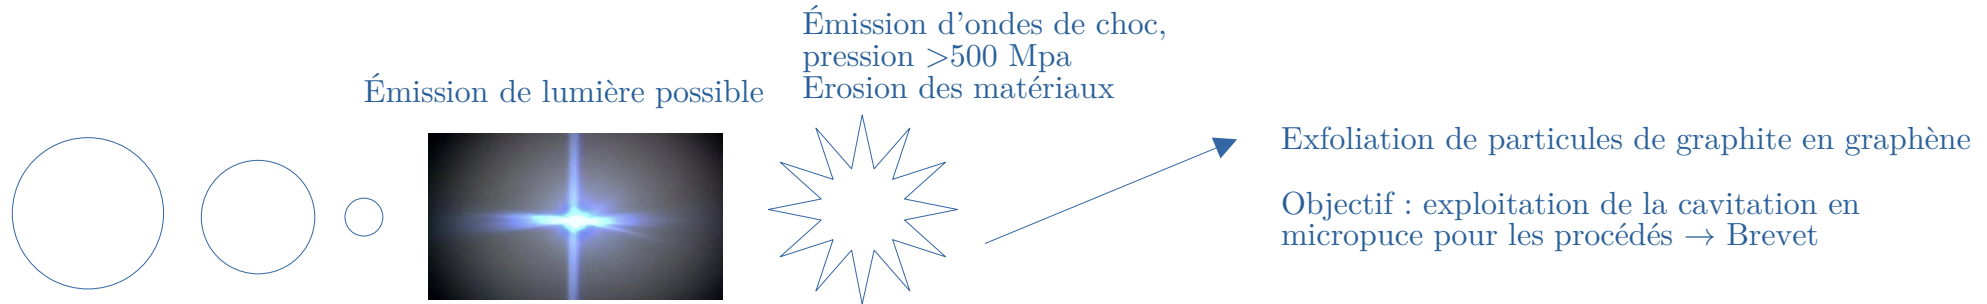 Émission de lumière possible
Émission d'ondes de choc,
pression >500 Mpa
Erosion des matériaux
Exfoliation de particules de graphite en graphène
Objectif : exploitation de la cavitation en
micropuce pour les procédés → Brevet